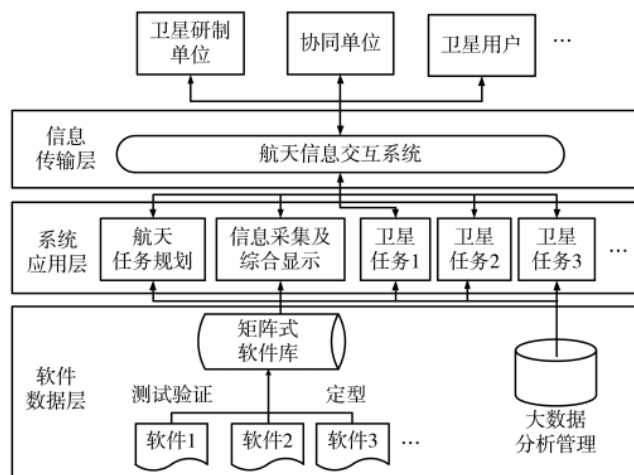 卫星研制
单位
协同单位
卫星用户
…
信息
传输层
航天信息交互系统
系统
应用层
航天
任务规划
信息采集及
综合显示
卫星
任务1
卫星
任务2
卫星
任务3
…
软件
数据层
矩阵式
软件库
测试验证
定型
软件1
软件2
软件3
…
大数据
分析管理